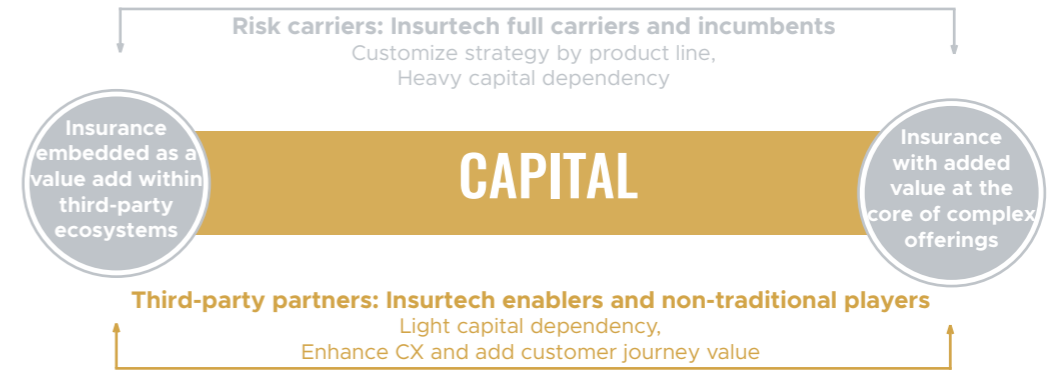 Risk carriers: Insurtech full carriers and incumbents
Customize strategy by product line,
Heavy capital dependency
Insurance
embedded as a
value add within
third-party
ecosystems
CAPITAL
Insurance
with added
value at the
core of complex
offerings
Third-party partners: Insurtech enablers and non-traditional players
Light capital dependency,
Enhance CX and add customer journey value